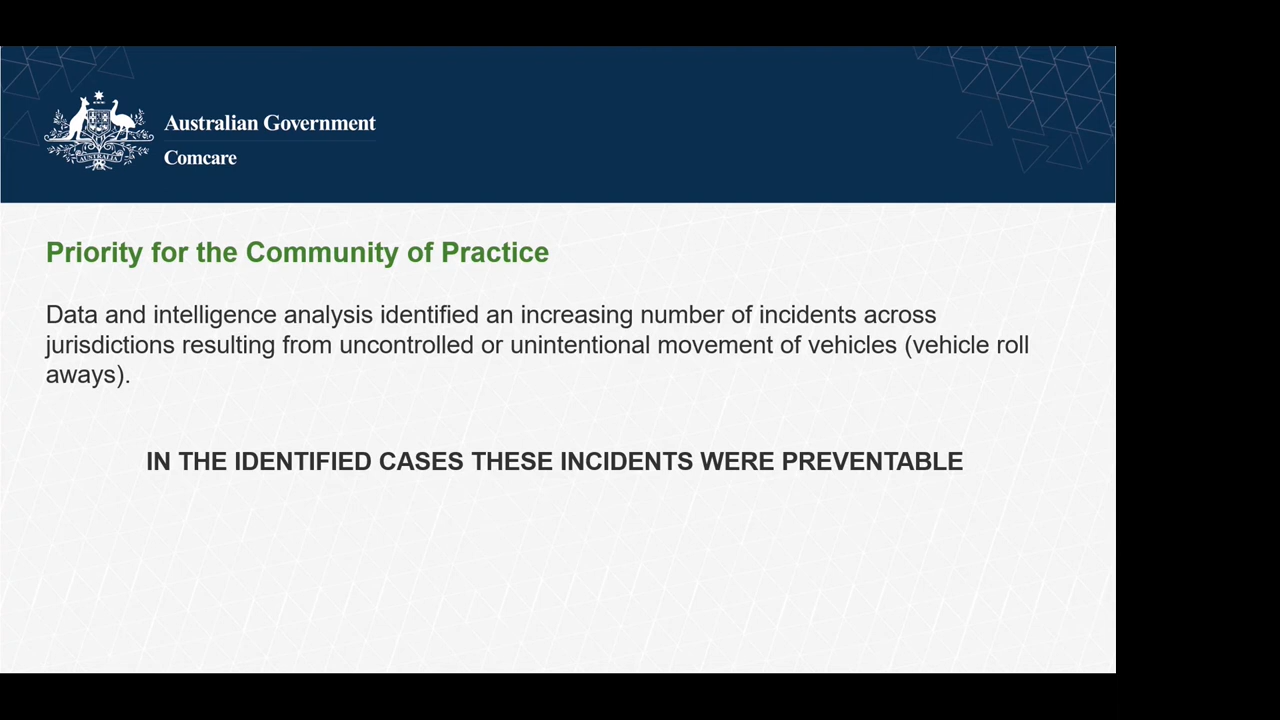 Australian Government
Comcare
AUSTRALIA
Priority for the Community of Practice
Data and intelligence analysis identified an increasing number of incidents across
jurisdictions resulting from uncontrolled or unintentional movement of vehicles (vehicle roll
aways).
IN THE IDENTIFIED CASES THESE INCIDENTS WERE PREVENTABLE